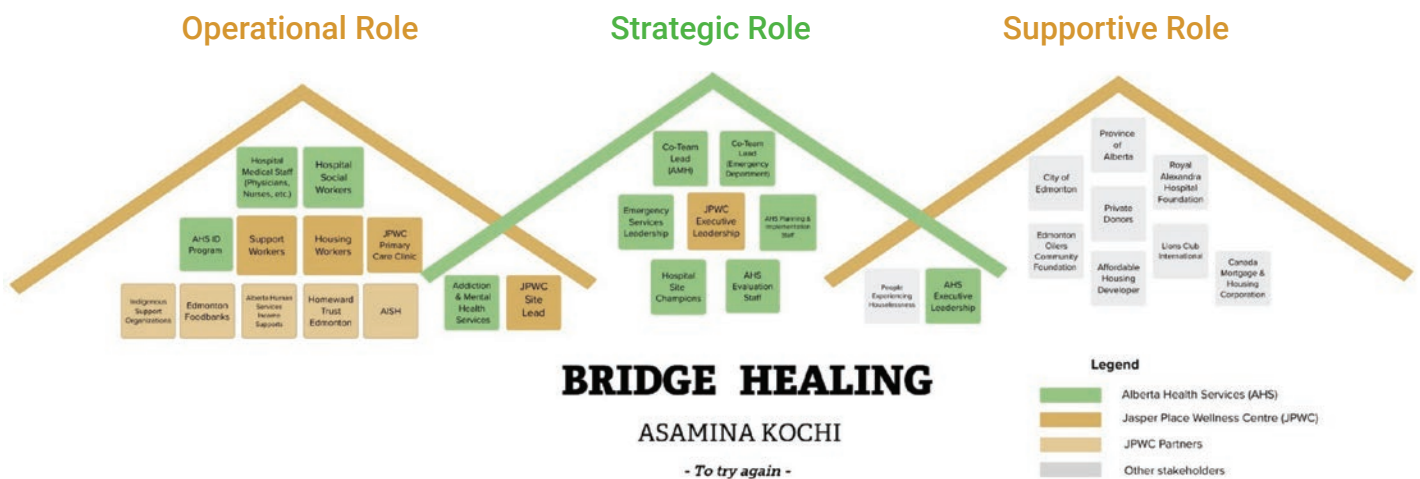 Operational Role
Strategic Role
Supportive Role
Hospital
Medical Staff
(Physicians,
Nurses, etc.)
Hospital
Social
Workers
AHS ID
Program
Support
Workers
Housing
Workers
JPWC
Primary
Care Clinic
Indigenous
Support
Organizations
Edmonton
Foodbanks
Alberta Human
Services
Income
Supports
Homeward
Trust
Edmonton
AISH
Addiction
& Mental
Health
Services
JPWC
Site
Lead
Co-Team
Lead
(AMH)
Co-Team
Lead
(Emergency
Department)
Emergency
Services
Leadership
JPWC
Executive
Leadership
AHS Planning &
Implementation
Staff
Hospital
Site
Champions
AHS
Evaluation
Staff
People
Experiencing
Houselessness
AHS
Executive
Leadership
Province
of
Alberta
City of
Edmonton
Royal
Alexandra
Hospital
Foundation
Private
Donors
Edmonton
Oilers
Community
Foundation
Lions Club
International
Affordable
Housing
Developer
Canada
Mortgage &
Housing
Corporation
BRIDGE HEALING
ASAMINA KOCHI
- To try again -
Legend
Alberta Health Services (AHS)
Jasper Place Wellness Centre (JPWC)
JPWC Partners
Other stakeholders